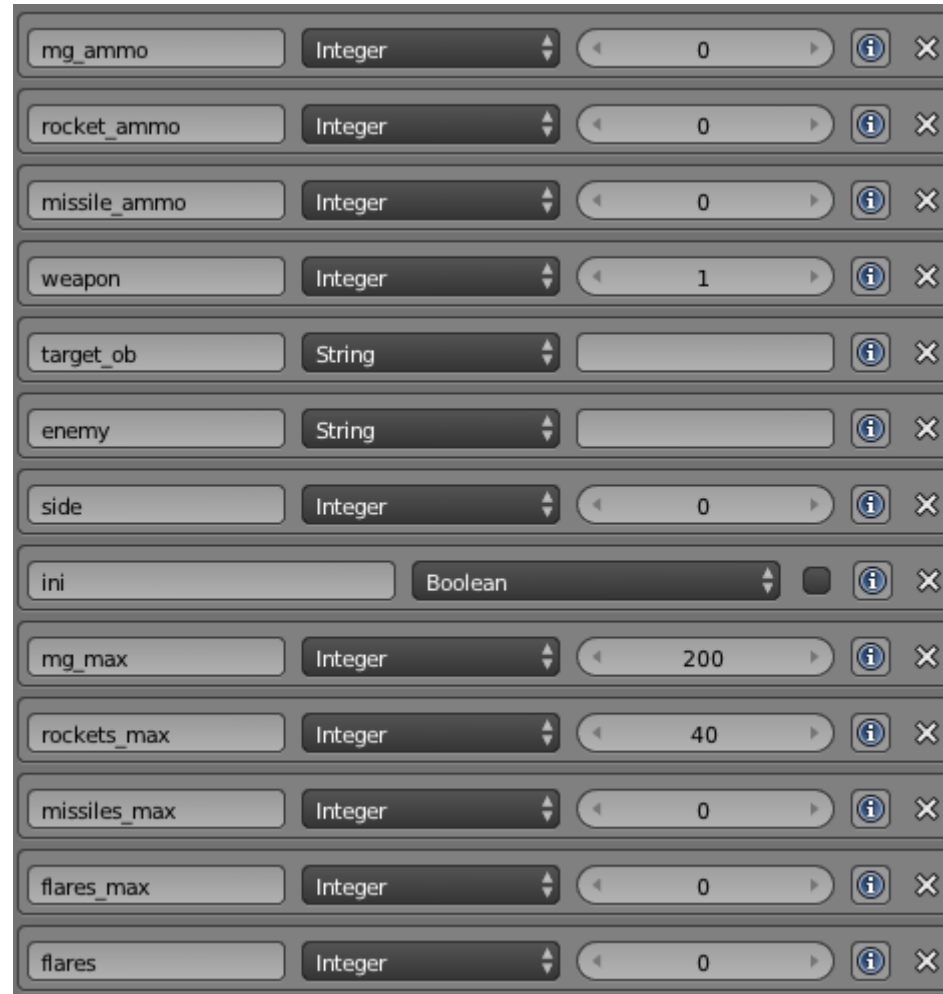 mg_ammo Integer 0
rocket_ammo Integer 0
missile_ammo Integer 0
weapon Integer 1
target_ob String
enemy String
side Integer 0
ini Boolean
mg_max Integer 200
rockets_max Integer 40
missiles_max Integer 0
flares_max Integer 0
flares Integer 0